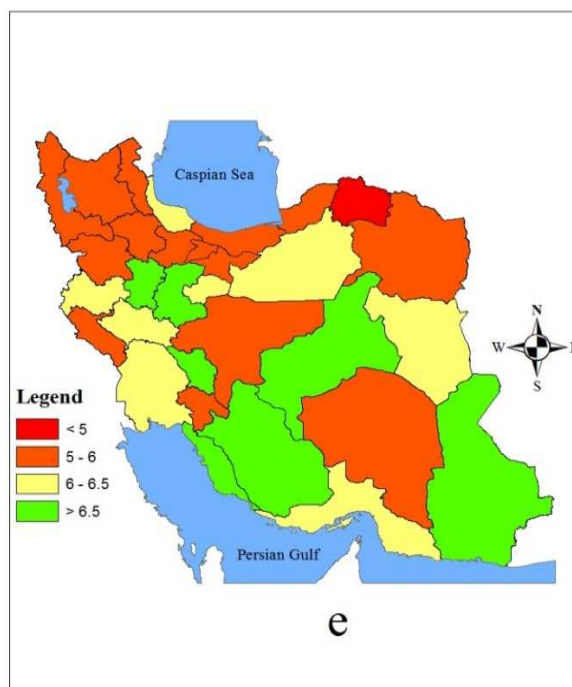 Caspian Sea
N
W
E
S
Legend
< 5
5 - 6
6 - 6.5
> 6.5
Persian Gulf
e